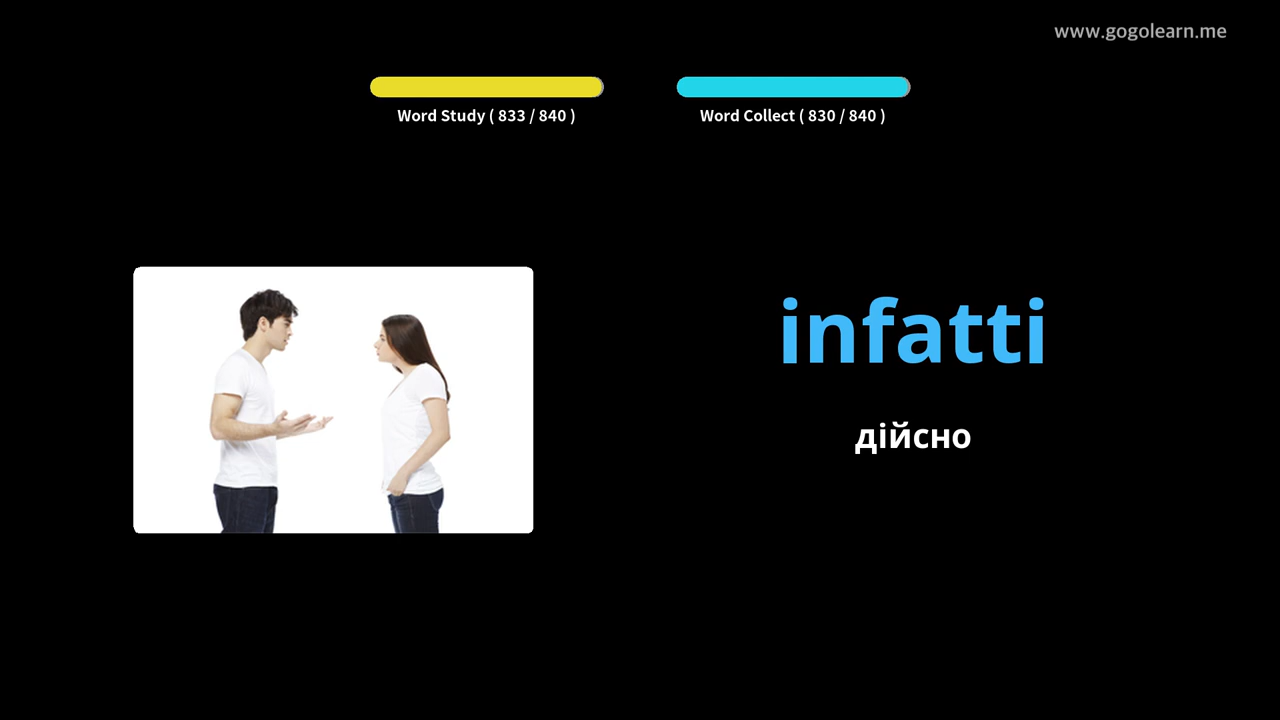 www.gogolearn.me
Word Study ( 833 / 840 )
Word Collect ( 830 / 840 )
infatti
дійсно